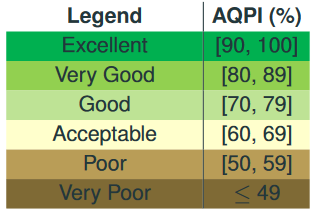 Legend AQPI (%)
Excellent [90, 100]
Very Good [80, 89]
Good [70, 79]
Acceptable [60, 69]
Poor [50, 59]
Very Poor ≤ 49